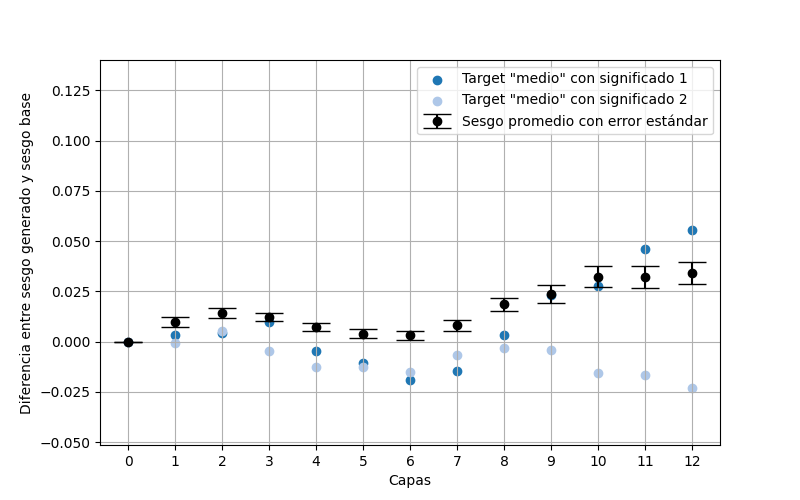 Target "medio" con significado 1
Target "medio" con significado 2
Sesgo promedio con error estándar
Diferencia entre sesgo generado y sesgo base
0.125
0.100
0.075
0.050
0.025
0.000
−0.025
−0.050
0 1 2 3 4 5 6 7 8 9 10 11 12
Capas